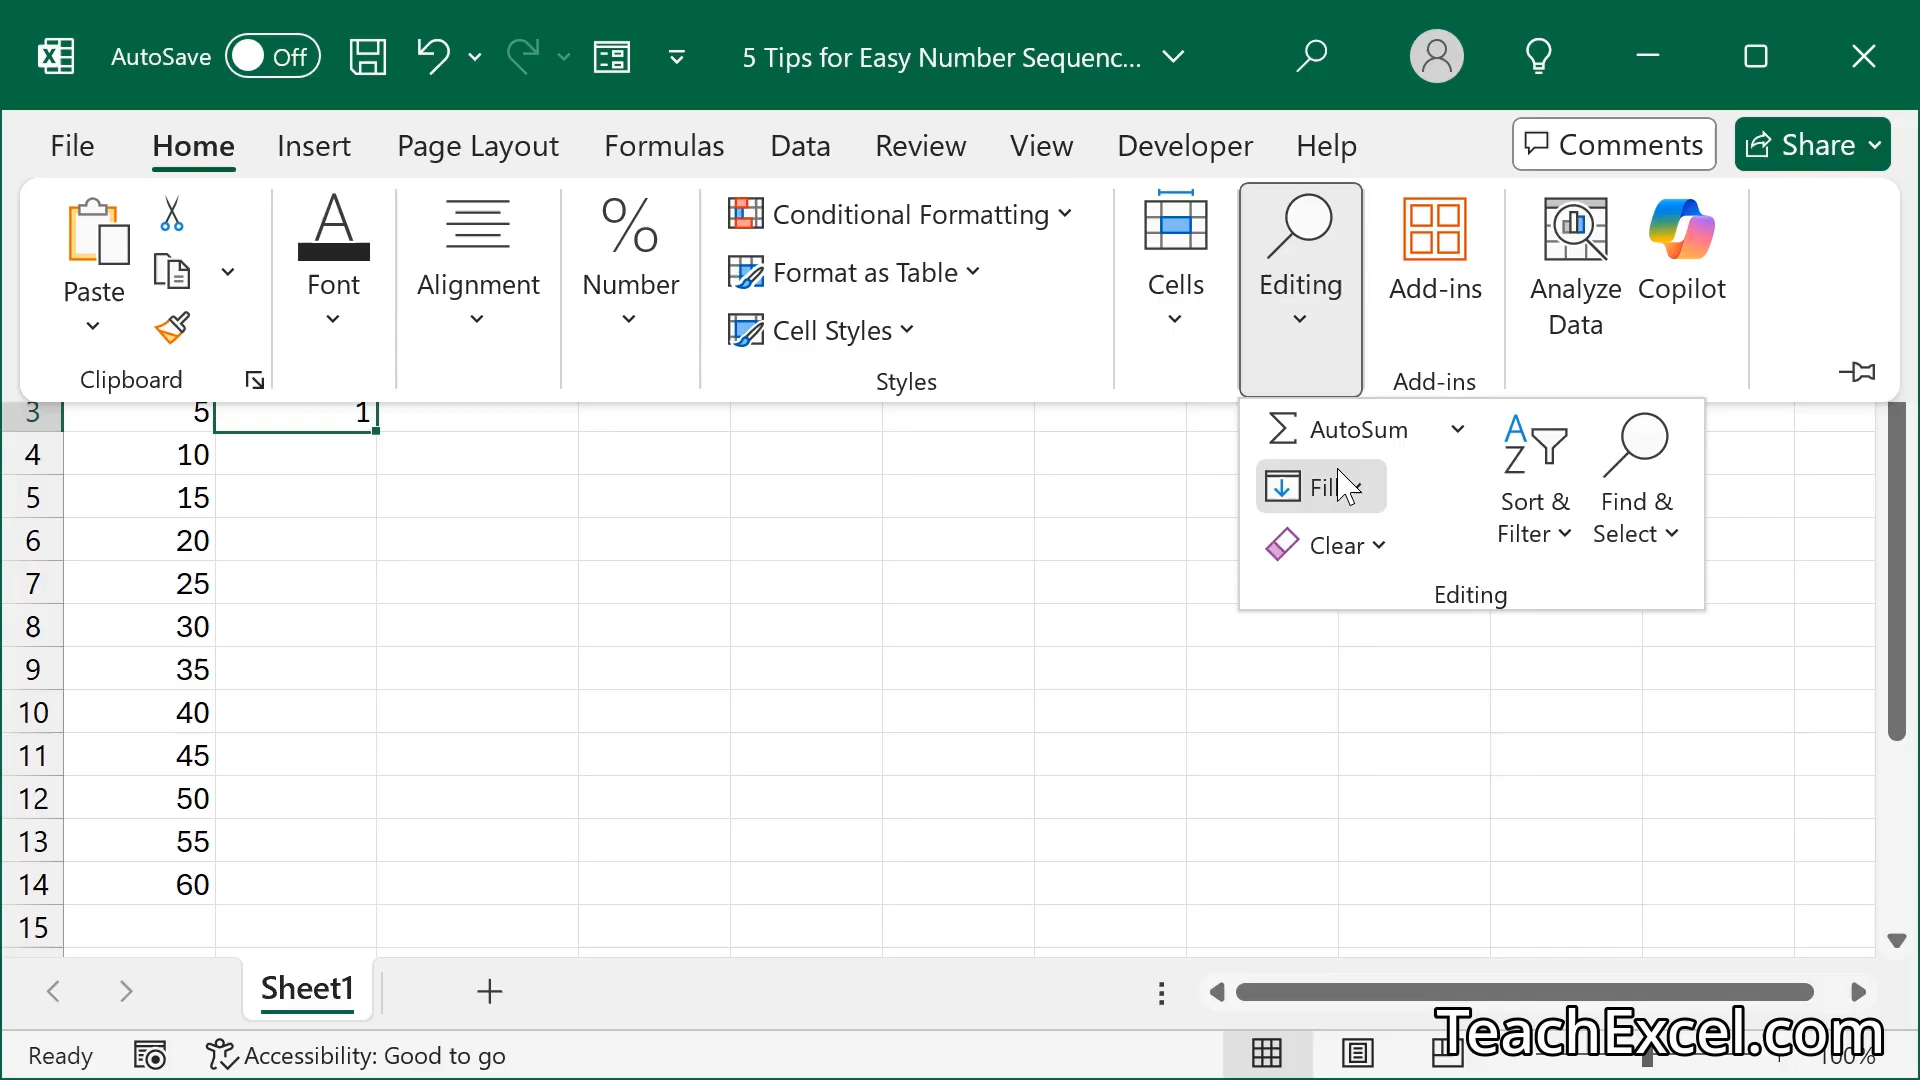 AutoSave Off 5 Tips for Easy Number Sequenc...
File Home Insert Page Layout Formulas Data Review View Developer Help Comments Share
Paste
Clipboard
Font
Alignment
%
Number
Conditional Formatting
Format as Table
Cell Styles
Styles
Cells
Editing
Add-ins
Add-ins
Analyze
Data
Copilot
AutoSum
Fill
Clear
Sort &
Filter
Find &
Select
Editing
3 5 1
4 10
5 15
6 20
7 25
8 30
9 35
10 40
11 45
12 50
13 55
14 60
15
Sheet1
Ready Accessibility: Good to go 100%
TeachExcel.com